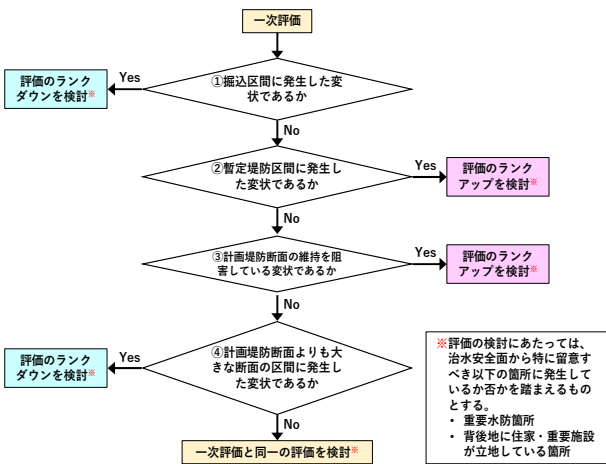 一次評価
①掘込区間に発生した変
状であるか
Yes
評価のランク
ダウンを検討※
No
②暫定堤防区間に発生し
た変状であるか
Yes
評価のランク
アップを検討※
No
③計画堤防断面の維持を阻
害している変状であるか
Yes
評価のランク
アップを検討※
No
④計画堤防断面よりも大
きな断面の区間に発生し
た変状であるか
Yes
評価のランク
ダウンを検討※
No
一次評価と同一の評価を検討※
※評価の検討にあたっては、
治水安全面から特に留意す
べき以下の箇所に発生して
いるか否かを踏まえるもの
とする。
・ 重要水防箇所
・ 背後地に住家・重要施設
が立地している箇所